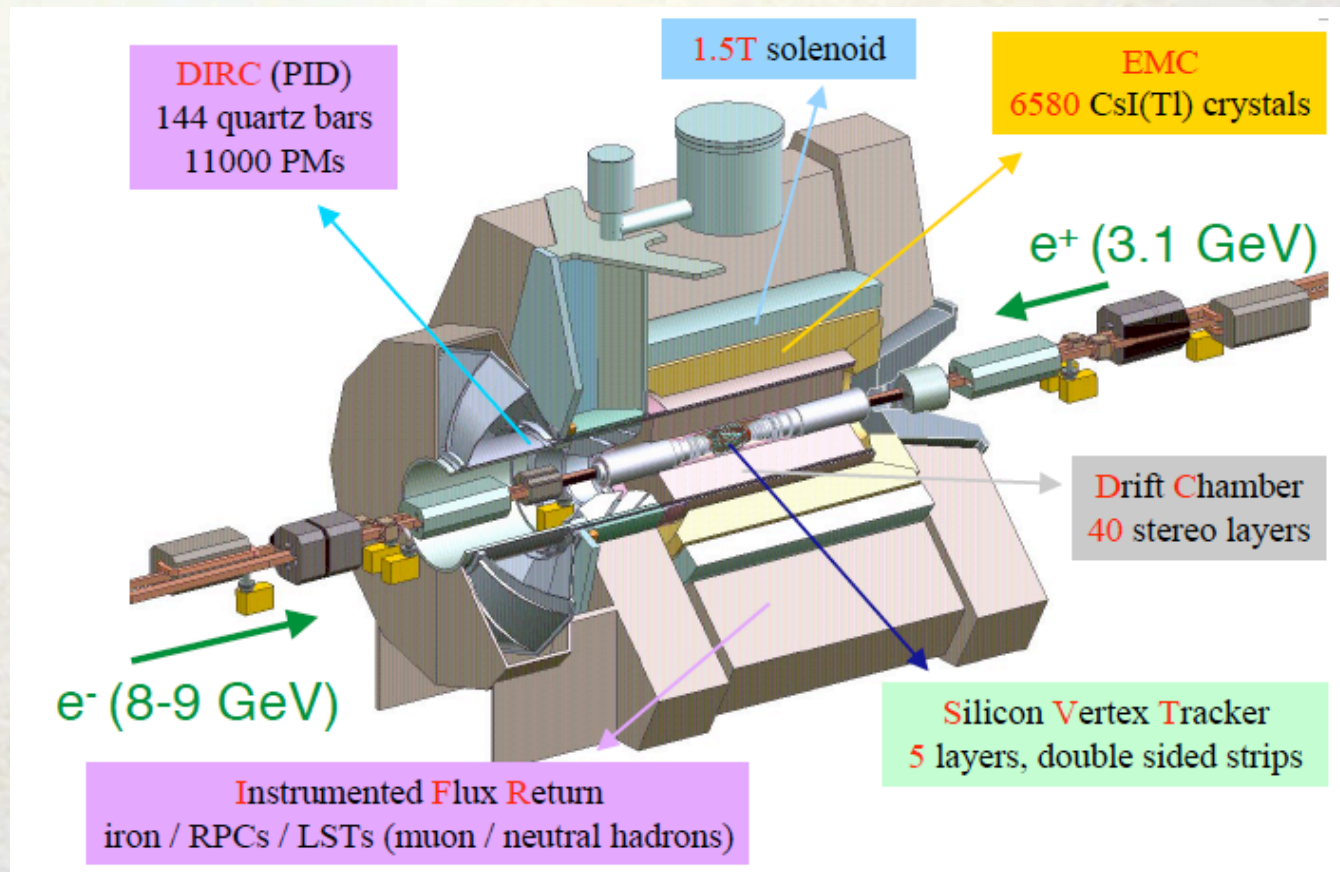 DIRC (PID)
144 quartz bars
11000 PMs
1.5T solenoid
EMC
6580 CsI(Tl) crystals
e⁺ (3.1 GeV)
Drift Chamber
40 stereo layers
e⁻ (8-9 GeV)
Silicon Vertex Tracker
5 layers, double sided strips
Instrumented Flux Return
iron / RPCs / LSTs (muon / neutral hadrons)